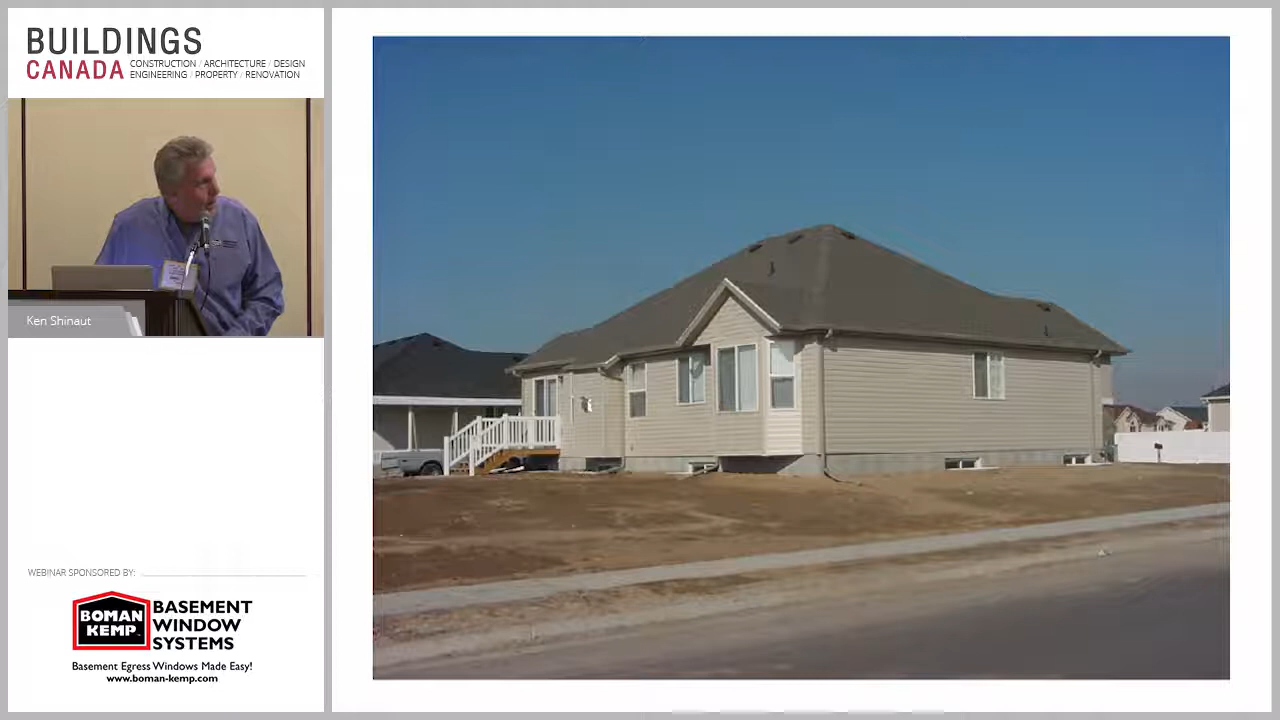 BUILDINGS
CANADA CONSTRUCTION / ARCHITECTURE / DESIGN
ENGINEERING / PROPERTY / RENOVATION
Ken Shinaut
WEBINAR SPONSORED BY:
BOMAN KEMP
BASEMENT
WINDOW
SYSTEMS
Basement Egress Windows Made Easy!
www.boman-kemp.com